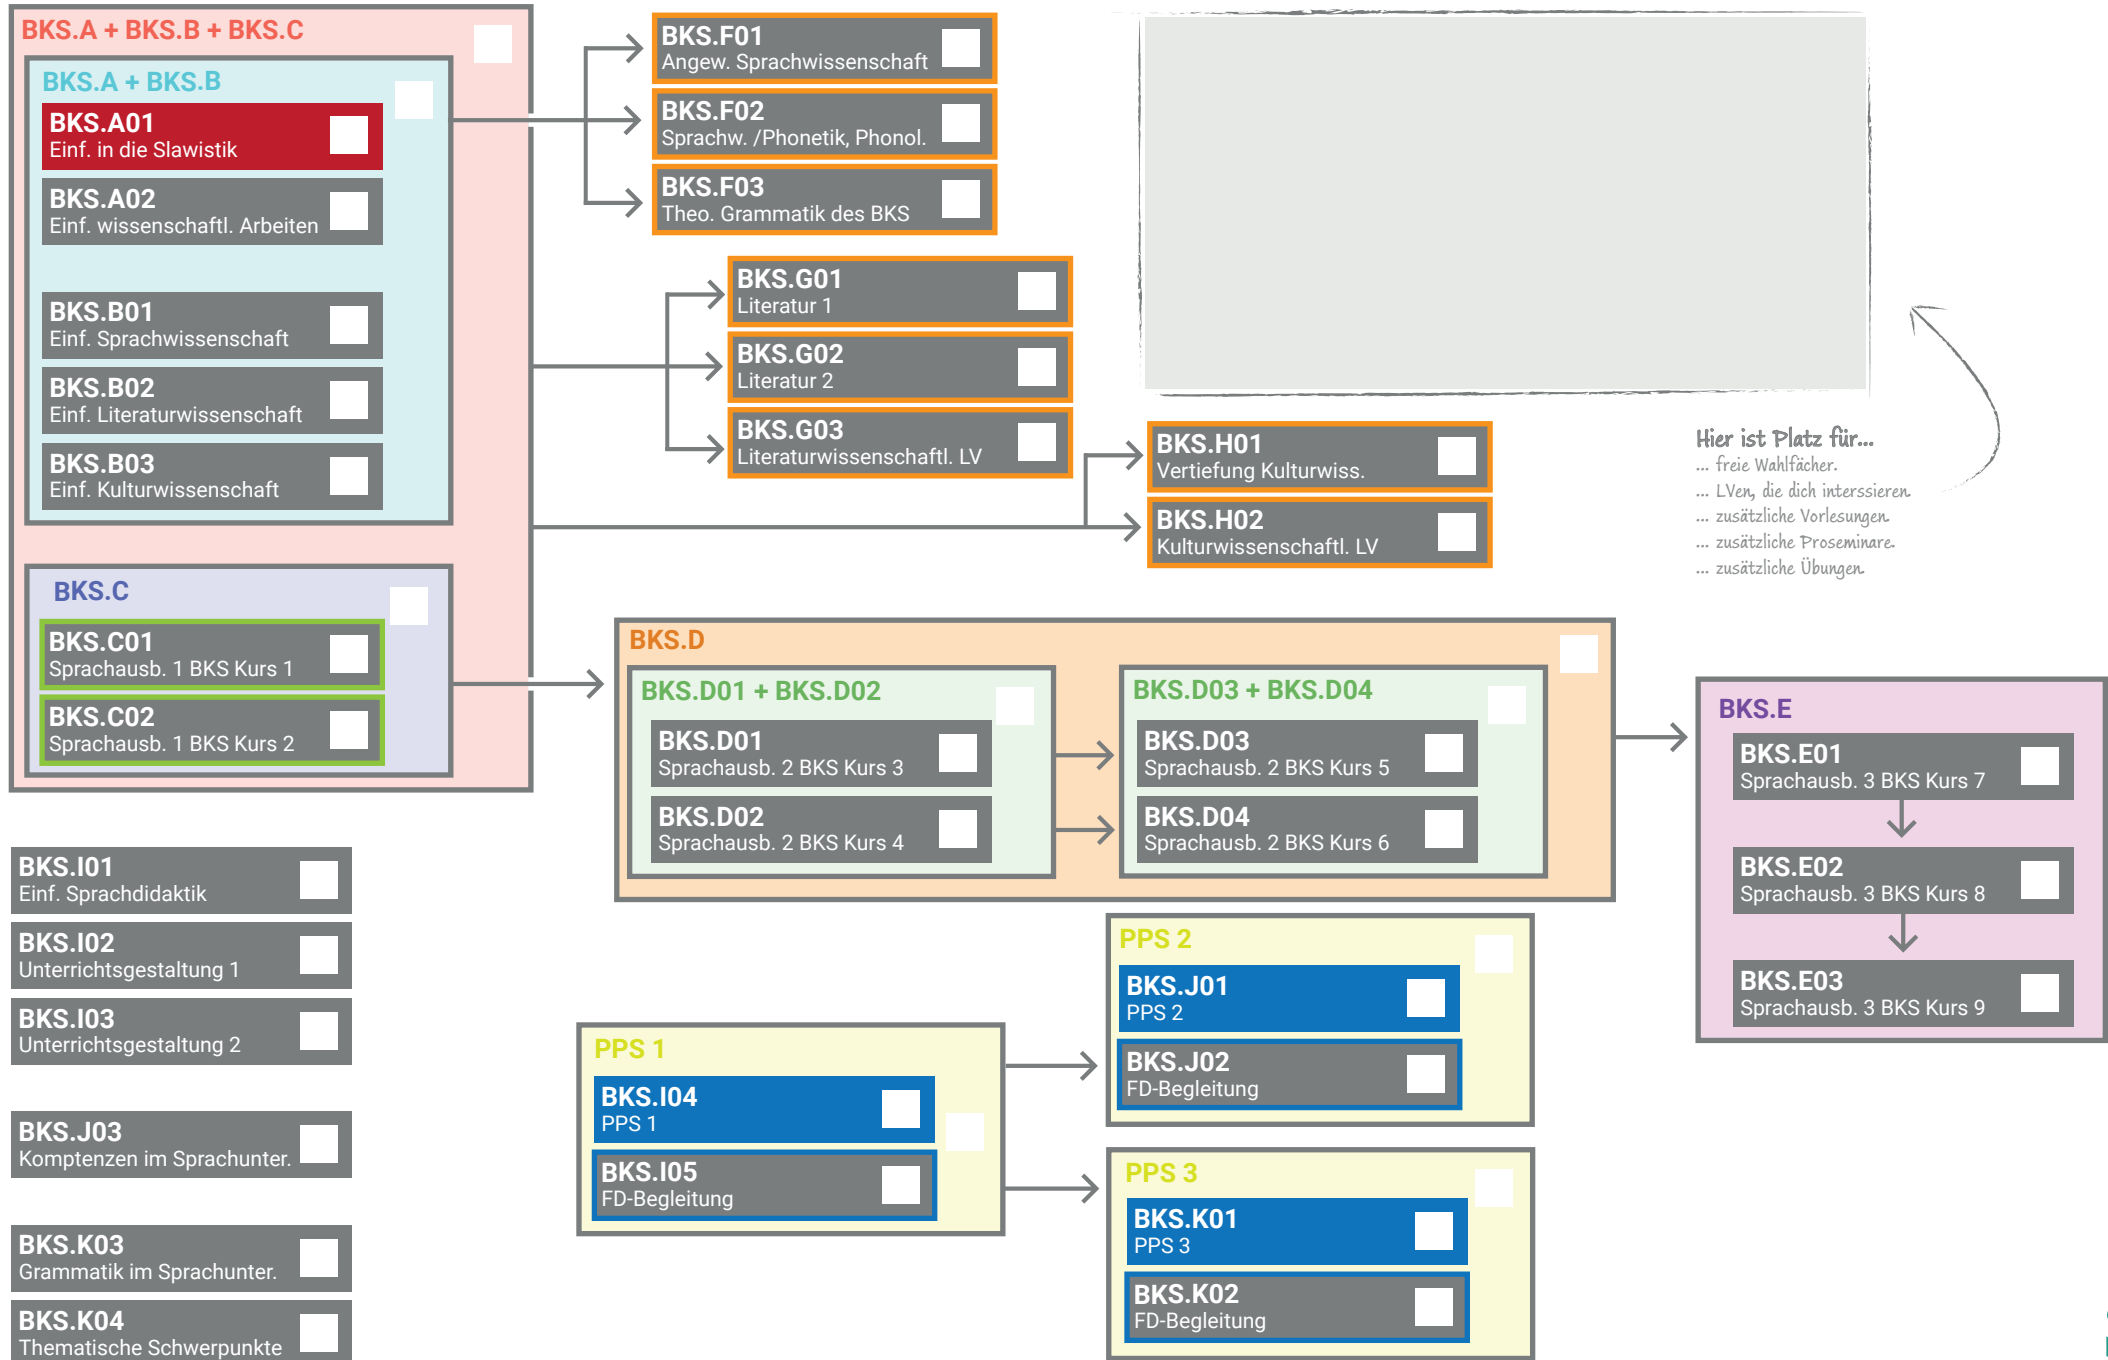 BKS.A + BKS.B + BKS.C
BKS.A + BKS.B
BKS.A01
Einf. in die Slawistik
BKS.A02
Einf. wissenschaftl. Arbeiten
BKS.B01
Einf. Sprachwissenschaft
BKS.B02
Einf. Literaturwissenschaft
BKS.B03
Einf. Kulturwissenschaft
BKS.C
BKS.C01
Sprachausb. 1 BKS Kurs 1
BKS.C02
Sprachausb. 1 BKS Kurs 2
BKS.F01
Angew. Sprachwissenschaft
BKS.F02
Sprachw. /Phonetik, Phonol.
BKS.F03
Theo. Grammatik des BKS
BKS.G01
Literatur 1
BKS.G02
Literatur 2
BKS.G03
Literaturwissenschaftl. LV
BKS.H01
Vertiefung Kulturwiss.
BKS.H02
Kulturwissenschaftl. LV
Hier ist Platz für...
... freie Wahlfächer.
... LVen, die dich interssieren.
... zusätzliche Vorlesungen.
... zusätzliche Proseminare.
... zusätzliche Übungen.
BKS.D
BKS.D01 + BKS.D02
BKS.D01
Sprachausb. 2 BKS Kurs 3
BKS.D02
Sprachausb. 2 BKS Kurs 4
BKS.D03 + BKS.D04
BKS.D03
Sprachausb. 2 BKS Kurs 5
BKS.D04
Sprachausb. 2 BKS Kurs 6
BKS.E
BKS.E01
Sprachausb. 3 BKS Kurs 7
BKS.E02
Sprachausb. 3 BKS Kurs 8
BKS.E03
Sprachausb. 3 BKS Kurs 9
BKS.I01
Einf. Sprachdidaktik
BKS.I02
Unterrichtsgestaltung 1
BKS.I03
Unterrichtsgestaltung 2
BKS.J03
Komptenzen im Sprachunter.
BKS.K03
Grammatik im Sprachunter.
BKS.K04
Thematische Schwerpunkte
PPS 1
BKS.I04
PPS 1
BKS.I05
FD-Begleitung
PPS 2
BKS.J01
PPS 2
BKS.J02
FD-Begleitung
PPS 3
BKS.K01
PPS 3
BKS.K02
FD-Begleitung